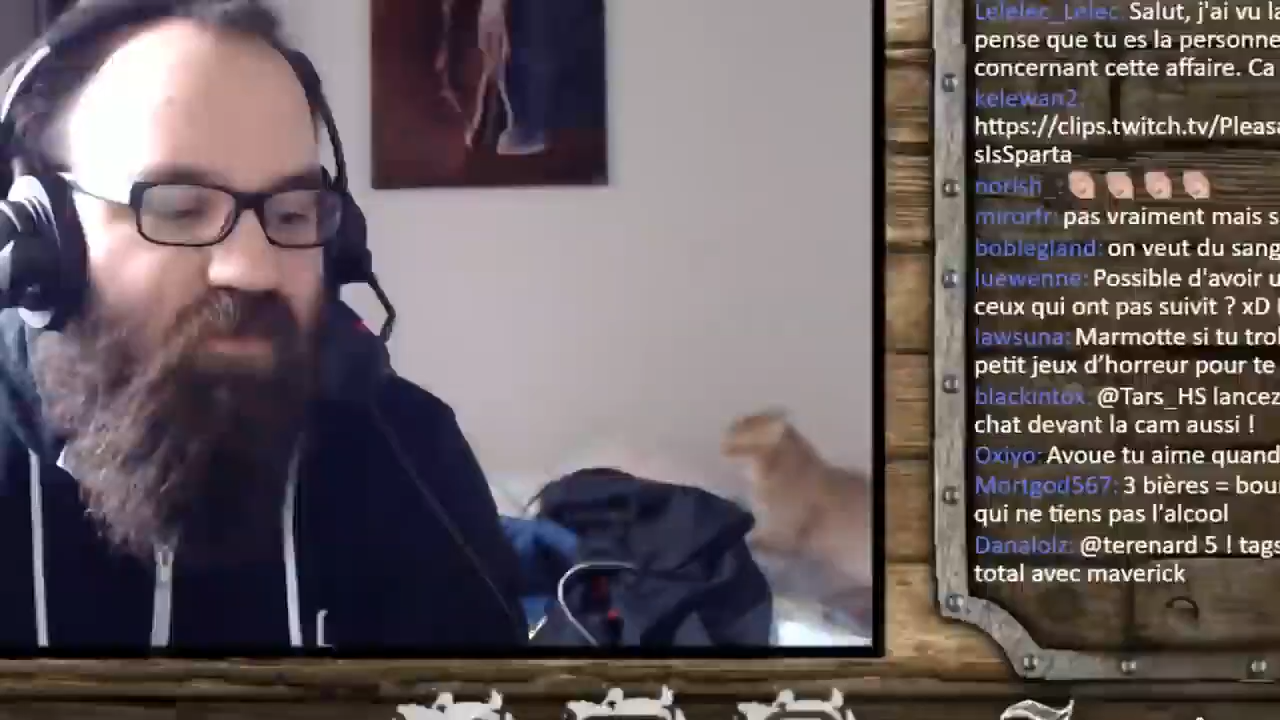 Lelelec_Lelec: Salut, j'ai vu la
pense que tu es la personne
concernant cette affaire. Ca
kelewan2:
https://clips.twitch.tv/Pleasa
sIsSparta
norish_:
mirorfr: pas vraiment mais s
boblegland: on veut du sang
luewenne: Possible d'avoir u
ceux qui ont pas suivit ? xD
lawsuna: Marmotte si tu trol
petit jeux d’horreur pour te
blackintox: @Tars_HS lancez
chat devant la cam aussi !
Oxiyo: Avoue tu aime quand
Mortgod567: 3 bières = bour
qui ne tiens pas l'alcool
Danalolz: @terenard 5 ! tags
total avec maverick